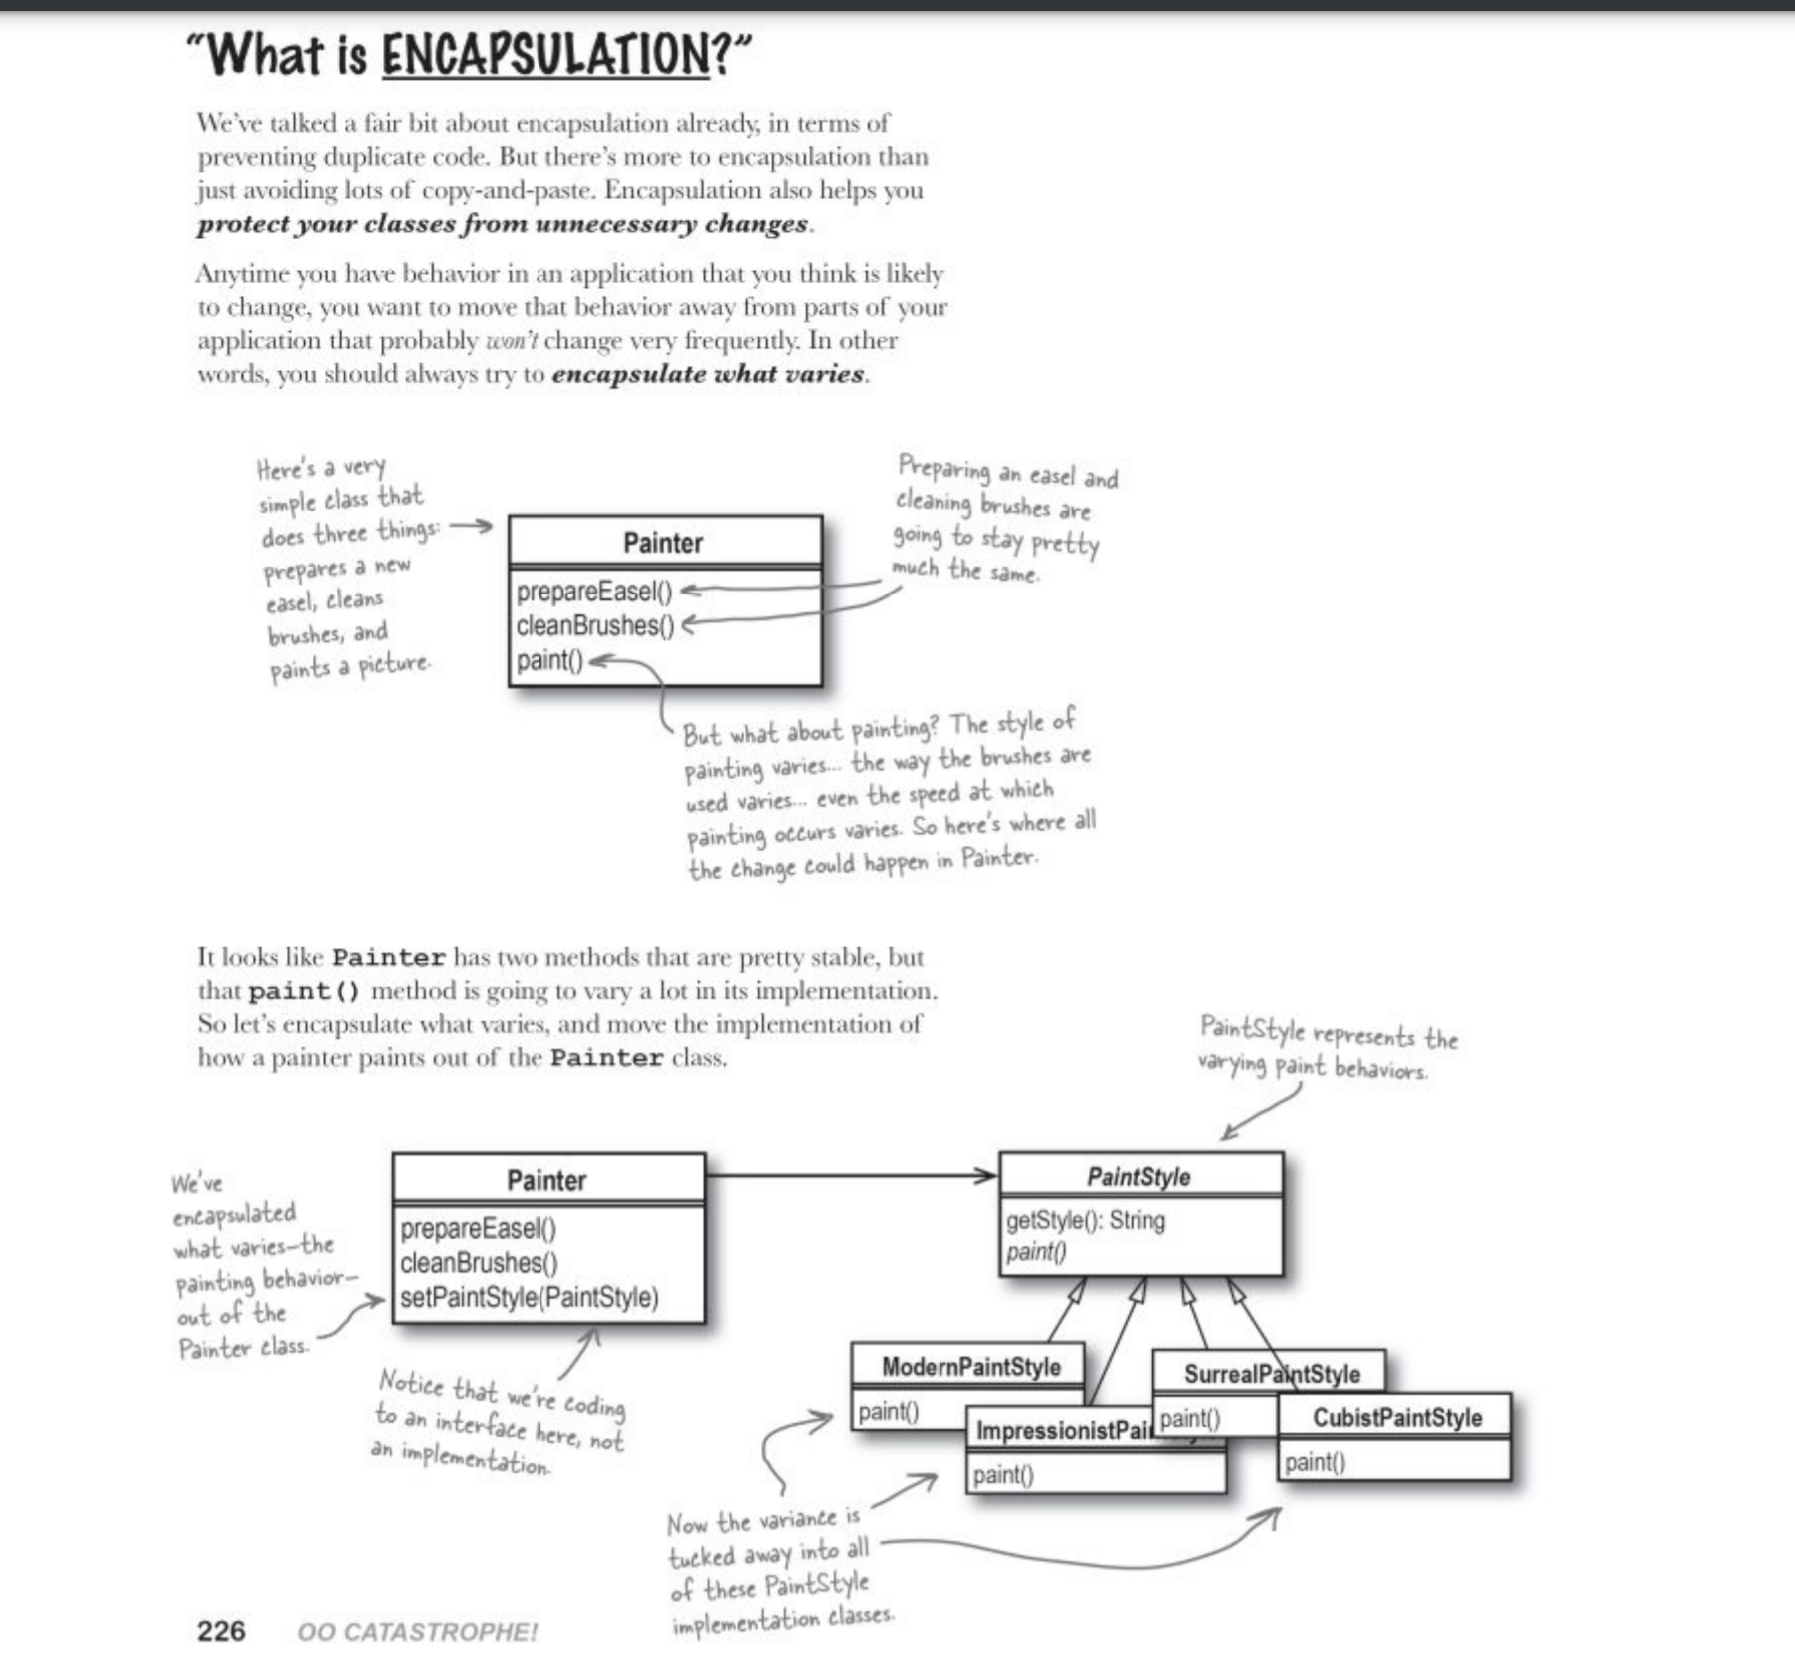 “What is ENCAPSULATION?”
We’ve talked a fair bit about encapsulation already, in terms of
preventing duplicate code. But there’s more to encapsulation than
just avoiding lots of copy-and-paste. Encapsulation also helps you
protect your classes from unnecessary changes.
Anytime you have behavior in an application that you think is likely
to change, you want to move that behavior away from parts of your
application that probably won’t change very frequently. In other
words, you should always try to encapsulate what varies.
Here's a very
simple class that
does three things:
prepares a new
easel, cleans
brushes, and
paints a picture.
Painter
prepareEasel()
cleanBrushes()
paint()
Preparing an easel and
cleaning brushes are
going to stay pretty
much the same.
But what about painting? The style of
painting varies... the way the brushes are
used varies... even the speed at which
painting occurs varies. So here's where all
the change could happen in Painter.
It looks like Painter has two methods that are pretty stable, but
that paint() method is going to vary a lot in its implementation.
So let’s encapsulate what varies, and move the implementation of
how a painter paints out of the Painter class.
PaintStyle represents the
varying paint behaviors.
We've
encapsulated
what varies—the
painting behavior—
out of the
Painter class.
Painter
prepareEasel()
cleanBrushes()
setPaintStyle(PaintStyle)
PaintStyle
getStyle(): String
paint()
Notice that we're coding
to an interface here, not
an implementation.
ModernPaintStyle
paint()
ImpressionistPai
paint()
SurrealPaintStyle
paint()
CubistPaintStyle
paint()
Now the variance is
tucked away into all
of these PaintStyle
implementation classes.
226 OO CATASTROPHE!